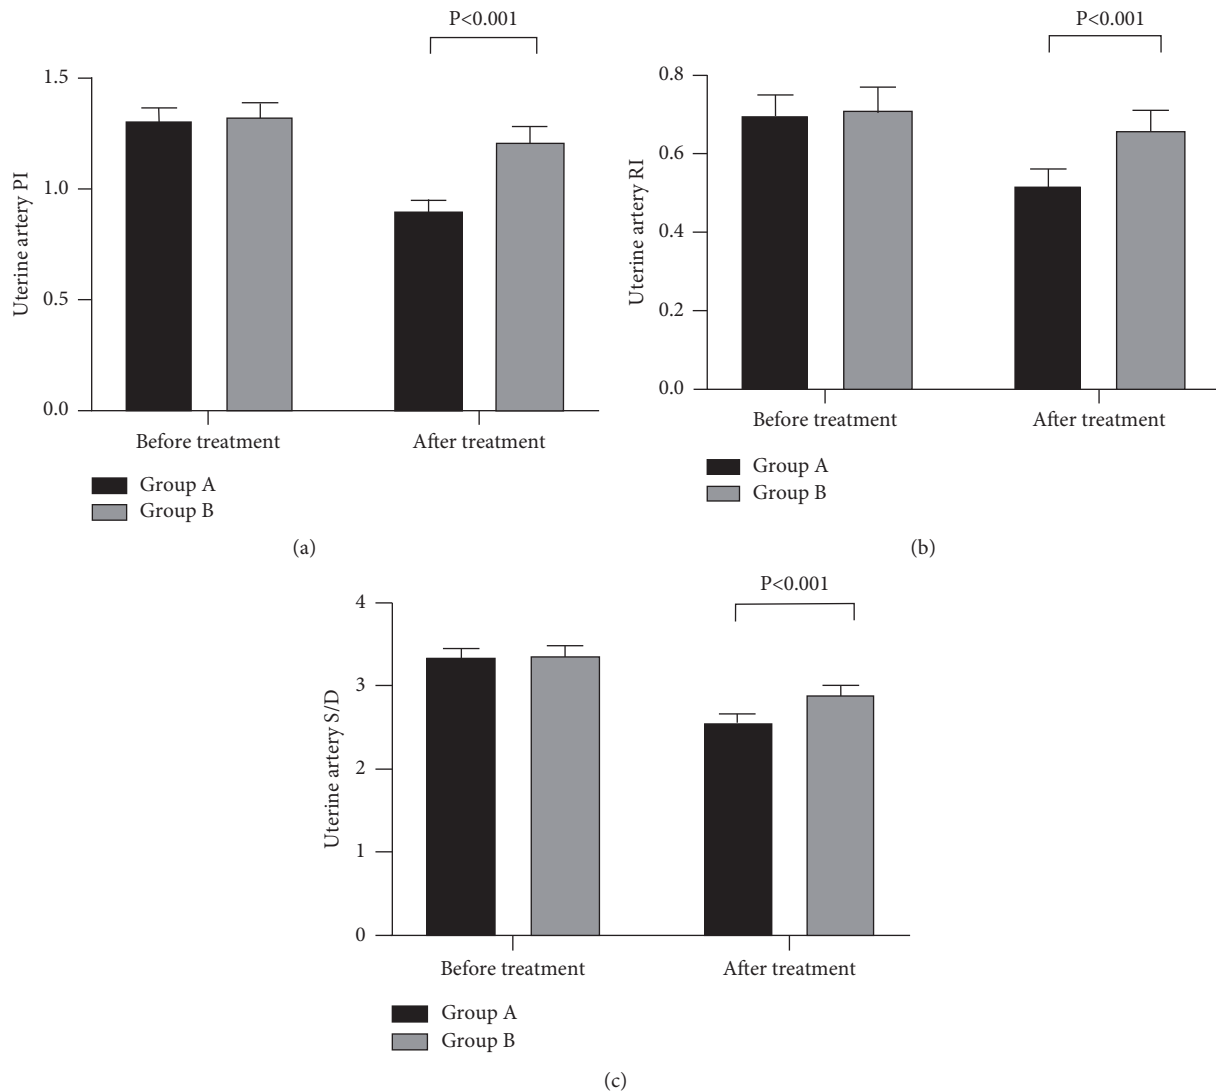 P<0.001
1.5
1.0
0.5
0.0
Uterine artery PI
Before treatment
After treatment
Group A
Group B
(a)
P<0.001
0.8
0.6
0.4
0.2
0.0
Uterine artery RI
Before treatment
After treatment
Group A
Group B
(b)
P<0.001
4
3
2
1
0
Uterine artery S/D
Before treatment
After treatment
Group A
Group B
(c)